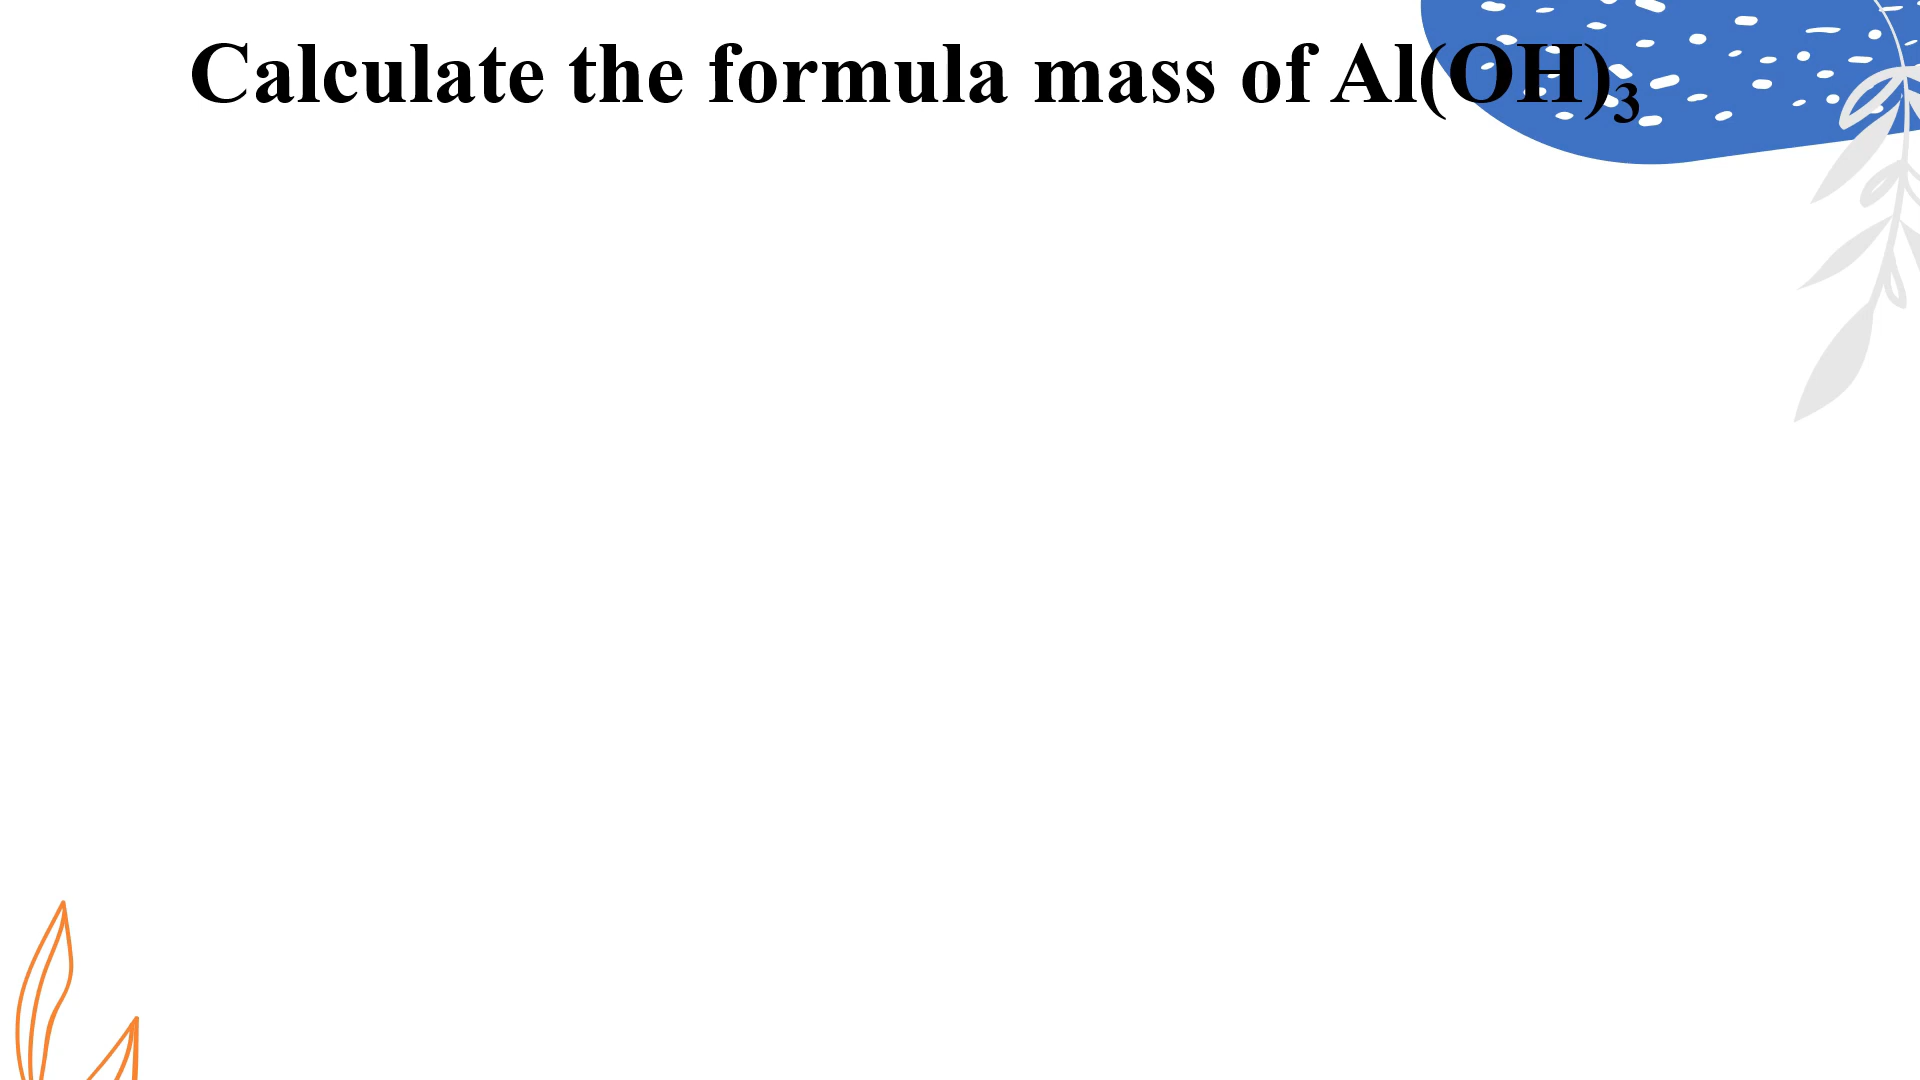 Calculate the formula mass of Al(OH)₃